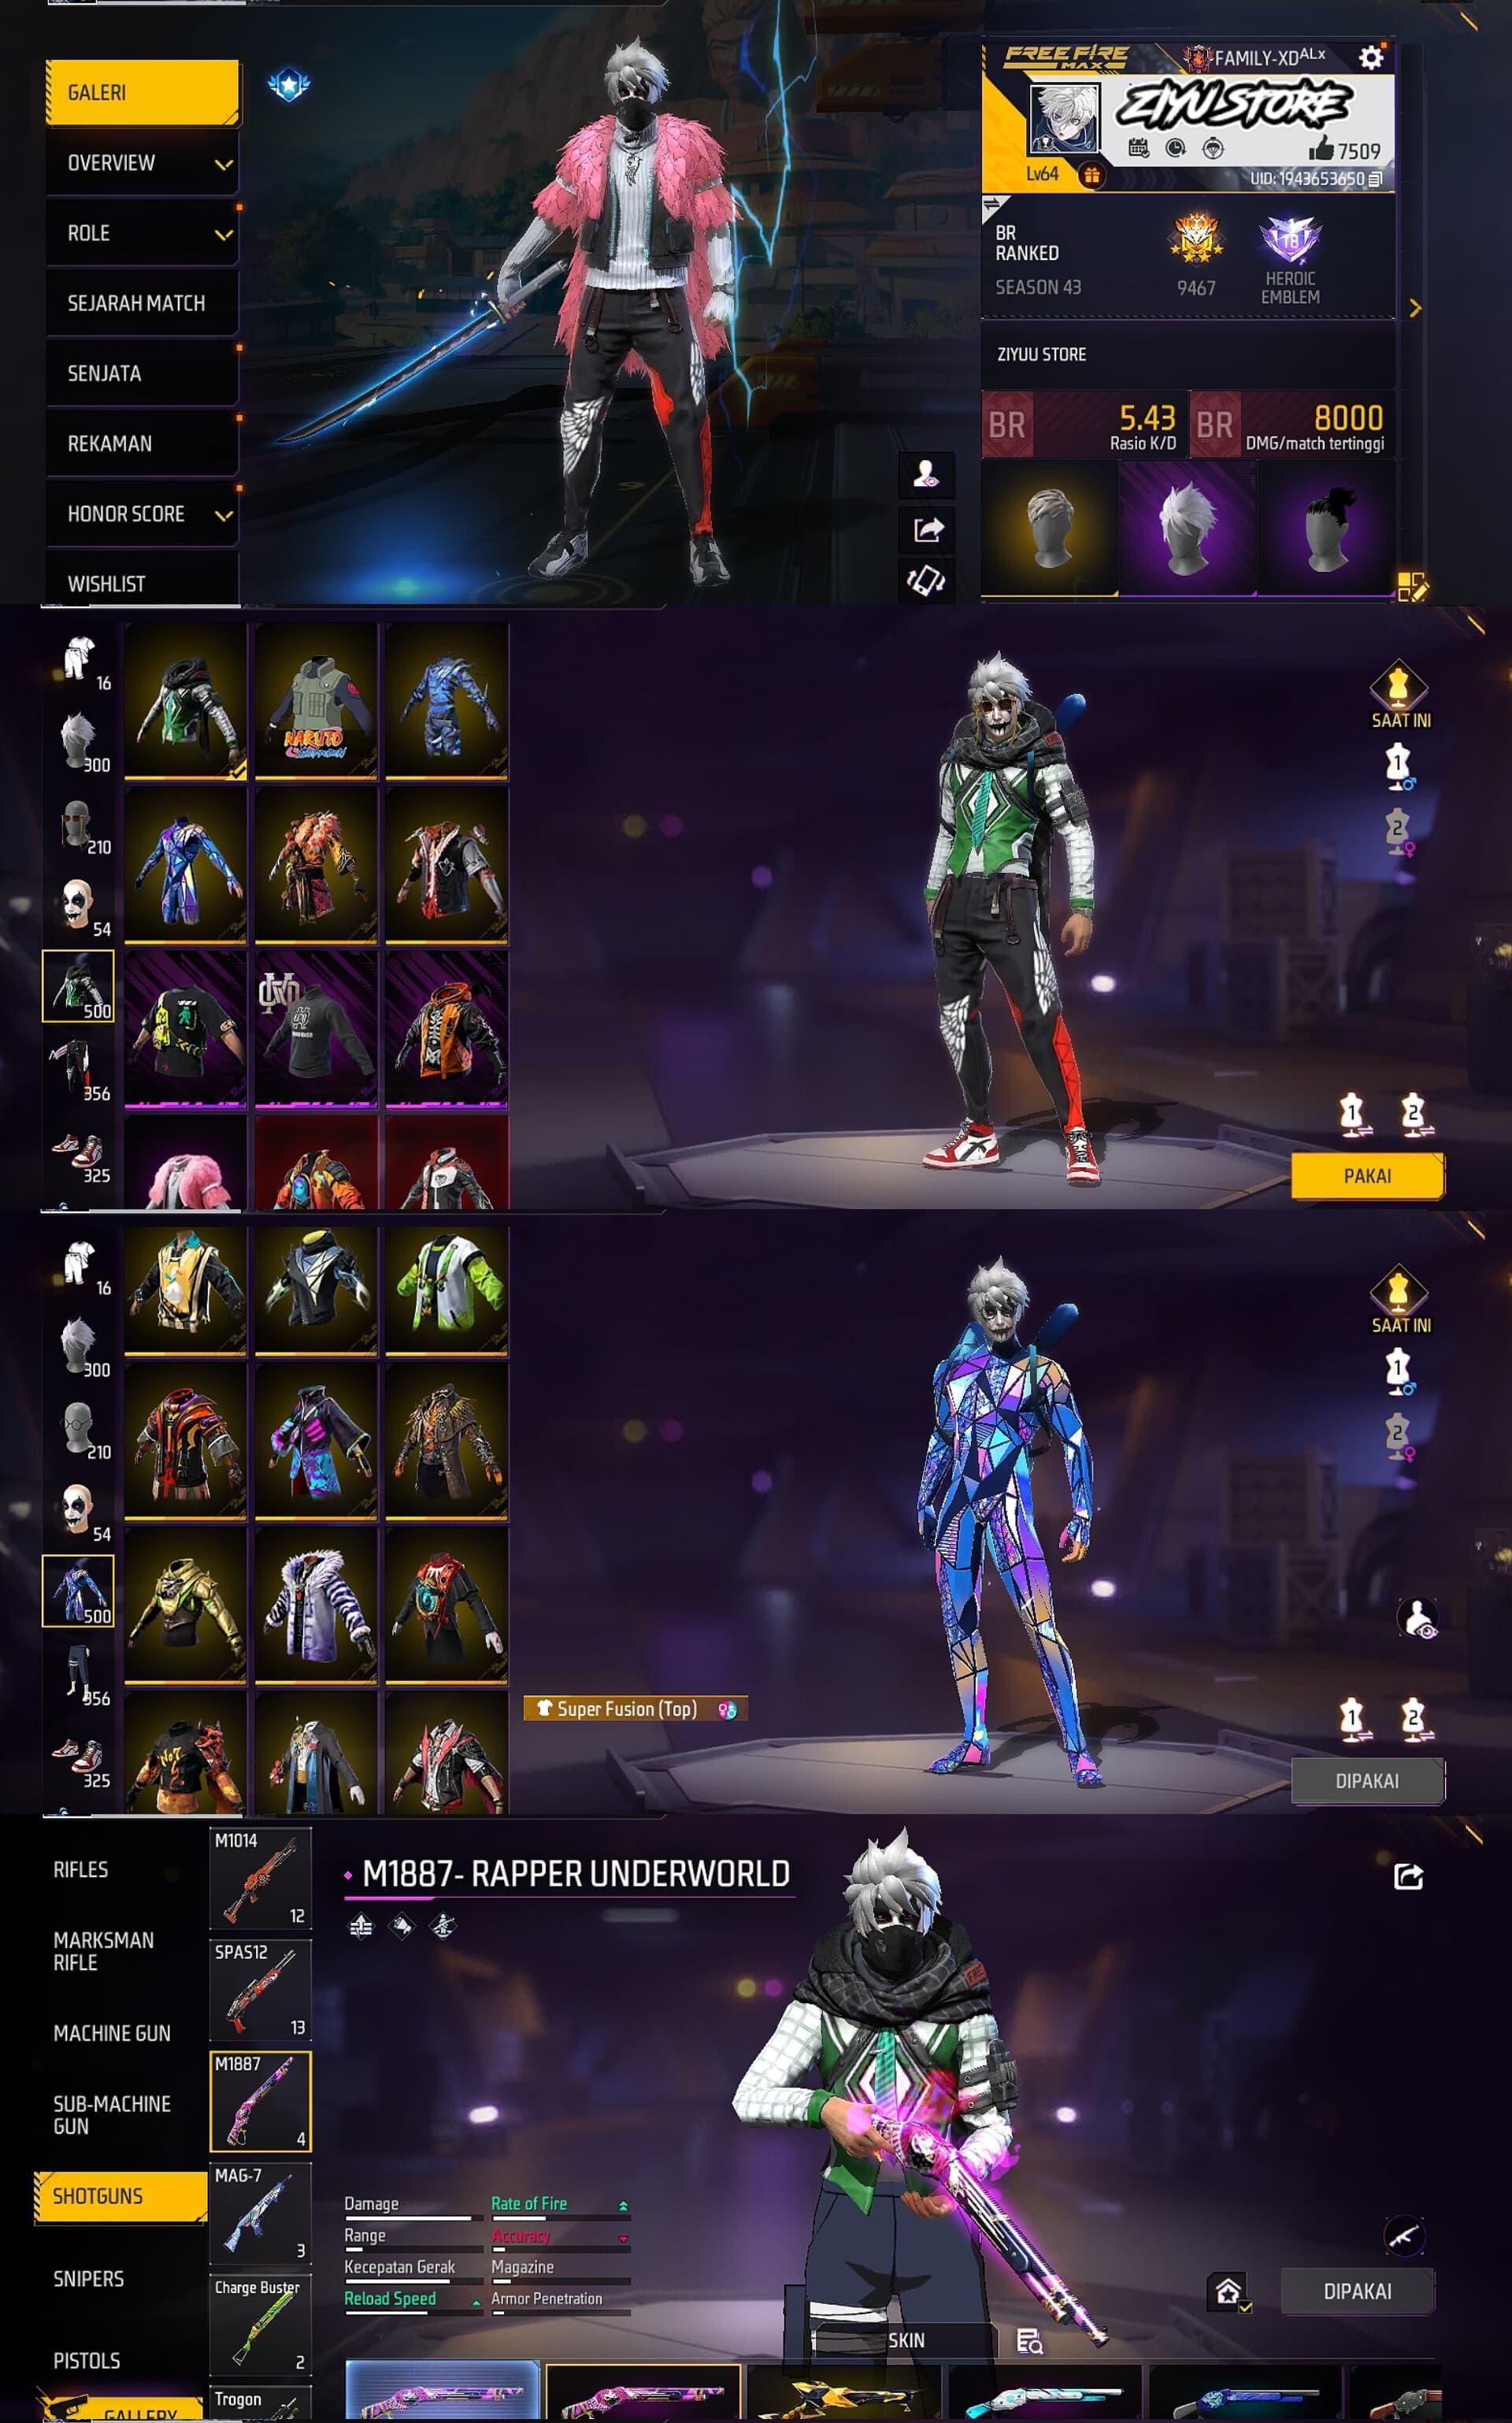 GALERI
OVERVIEW
ROLE
SEJARAH MATCH
SENJATA
REKAMAN
HONOR SCORE
WISHLIST
FREE FIRE
MAX
FAMILY-XDᴬᴸˣ
ZIYU STORE
7509
Lv64
UID: 1943653650
BR
RANKED
SEASON 43
9467
TB
HEROIC
EMBLEM
ZIYUU STORE
BR
5.43
Rasio K/D
BR
8000
DMG/match tertinggi
16
300
210
54
500
356
325
NARUTO
SHIPPUDEN
SAAT INI
1
2
1
2
PAKAI
16
300
210
54
500
356
325
Super Fusion (Top)
SAAT INI
1
2
1
2
DIPAKAI
RIFLES
MARKSMAN
RIFLE
MACHINE GUN
SUB-MACHINE
GUN
SHOTGUNS
SNIPERS
PISTOLS
GALLERY
M1014
12
SPAS12
13
M1887
4
MAG-7
3
Charge Buster
2
Trogon
M1887- RAPPER UNDERWORLD
Damage
Rate of Fire
Range
Accuracy
Kecepatan Gerak
Magazine
Reload Speed
Armor Penetration
SKIN
DIPAKAI